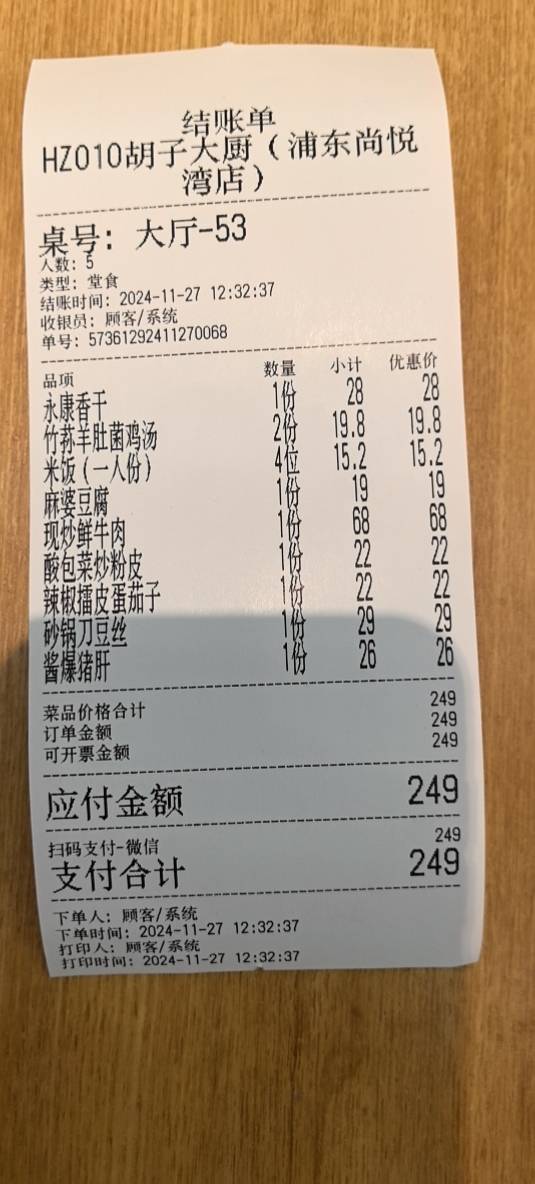 结账单
HZ010胡子大厨（浦东尚悦
湾店）
桌号: 大厅-53
人数: 5
类型: 堂食
结账时间: 2024-11-27 12:32:37
收银员: 顾客/系统
单号: 57361292411270068
品项 数量 小计 优惠价
永康香干 1份 28 28
竹荪羊肚菌鸡汤 2份 19.8 19.8
米饭(一人份) 4位 15.2 15.2
麻婆豆腐 1份 19 19
现炒鲜牛肉 1份 68 68
酸包菜炒粉皮 1份 22 22
辣椒擂皮蛋茄子 1份 22 22
砂锅刀豆丝 1份 29 29
酱爆猪肝 1份 26 26
菜品价格合计 249
订单金额 249
可开票金额 249
应付金额 249
扫码支付-微信 249
支付合计 249
下单人: 顾客/系统
下单时间: 2024-11-27 12:32:37
打印人: 顾客/系统
打印时间: 2024-11-27 12:32:37